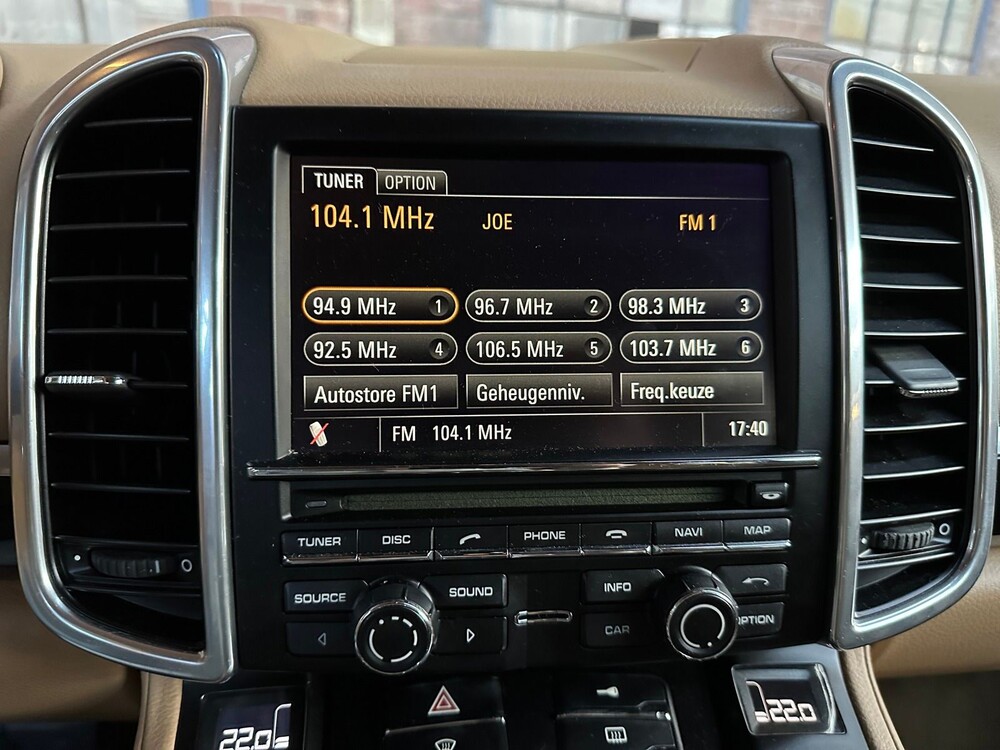 TUNER OPTION
104.1 MHz JOE FM 1
94.9 MHz 1 96.7 MHz 2 98.3 MHz 3
92.5 MHz 4 106.5 MHz 5 103.7 MHz 6
Autostore FM1 Geheugenniv. Freq.keuze
FM 104.1 MHz 17:40
TUNER DISC PHONE NAVI MAP
SOURCE SOUND INFO
CAR OPTION
22.0 22.0